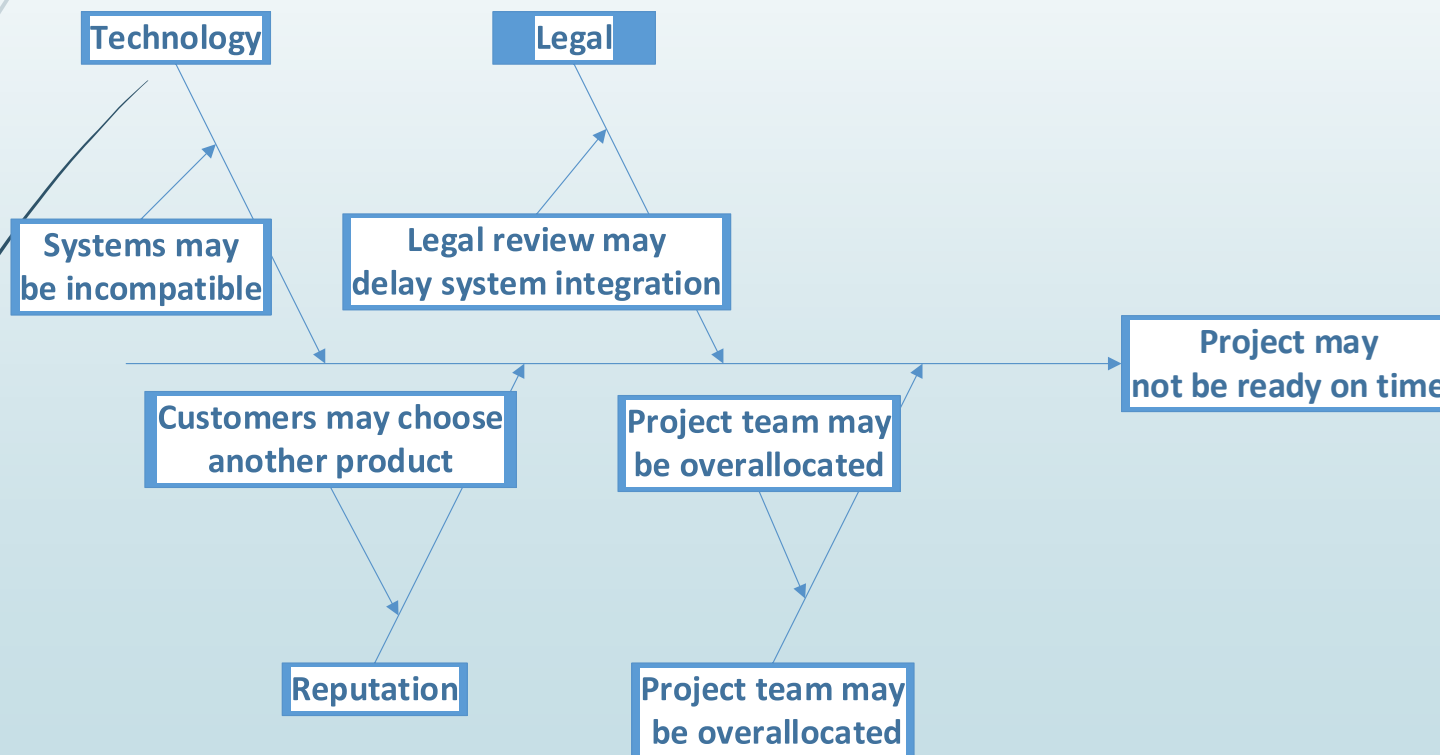 Technology
Legal
Systems may
be incompatible
Legal review may
delay system integration
Project may
not be ready on time
Customers may choose
another product
Project team may
be overallocated
Reputation
Project team may
be overallocated